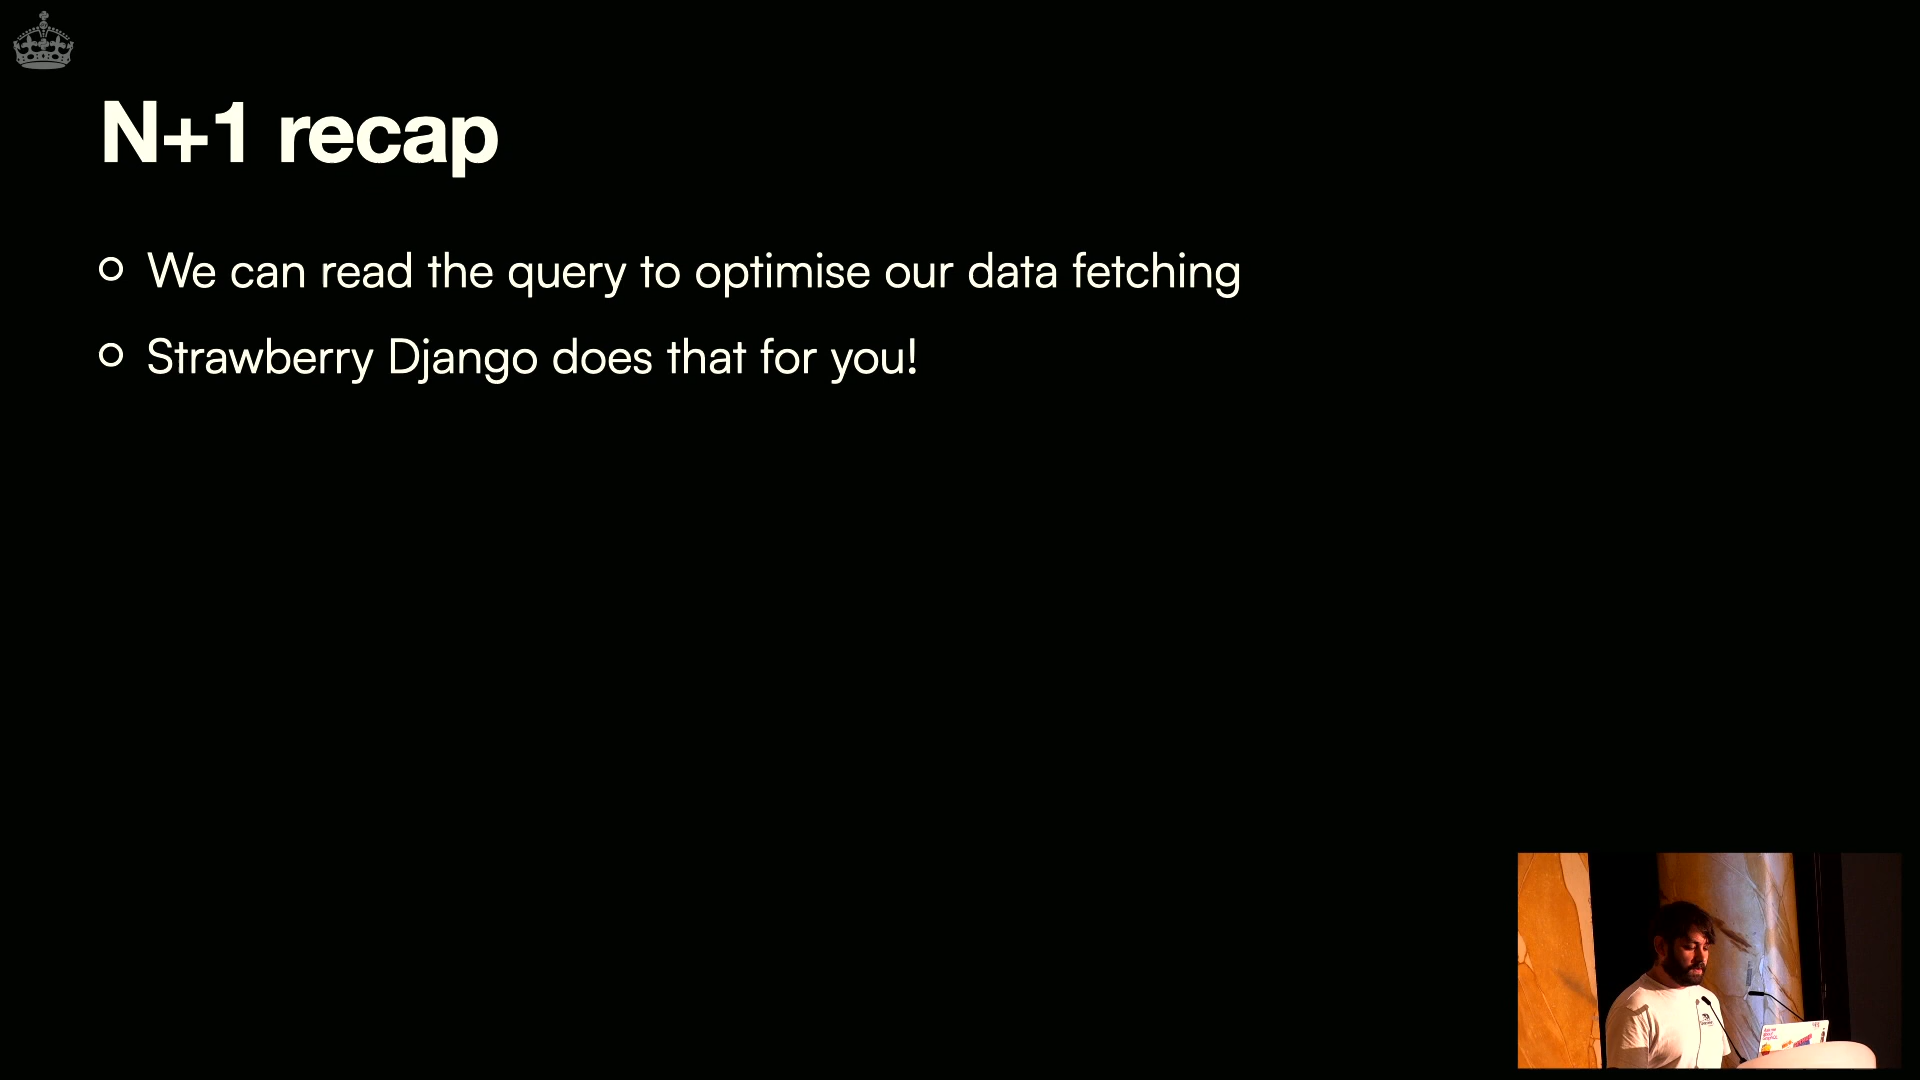 N+1 recap
We can read the query to optimise our data fetching
Strawberry Django does that for you!